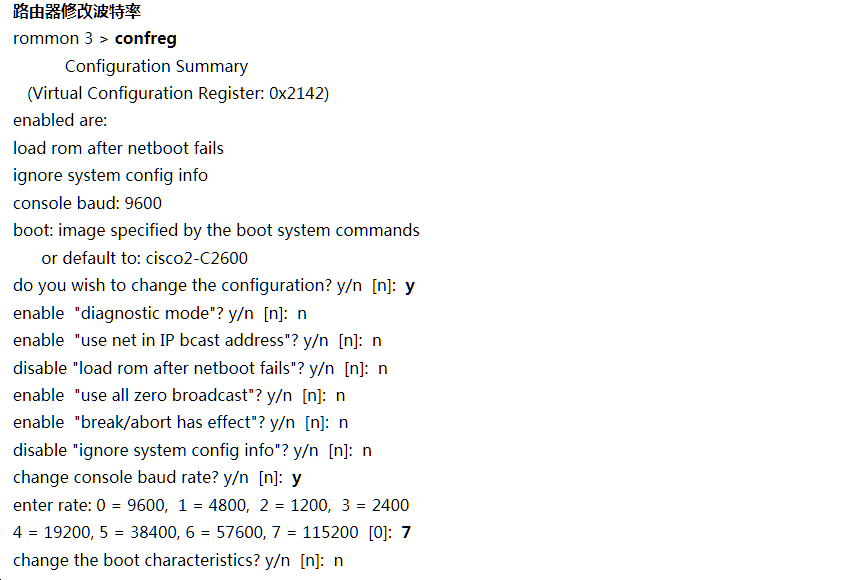 路由器修改波特率
rommon 3 > confreg
Configuration Summary
(Virtual Configuration Register: 0x2142)
enabled are:
load rom after netboot fails
ignore system config info
console baud: 9600
boot: image specified by the boot system commands
or default to: cisco2-C2600
do you wish to change the configuration? y/n [n]: y
enable "diagnostic mode"? y/n [n]: n
enable "use net in IP bcast address"? y/n [n]: n
disable "load rom after netboot fails"? y/n [n]: n
enable "use all zero broadcast"? y/n [n]: n
enable "break/abort has effect"? y/n [n]: n
disable "ignore system config info"? y/n [n]: n
change console baud rate? y/n [n]: y
enter rate: 0 = 9600, 1 = 4800, 2 = 1200, 3 = 2400
4 = 19200, 5 = 38400, 6 = 57600, 7 = 115200 [0]: 7
change the boot characteristics? y/n [n]: n